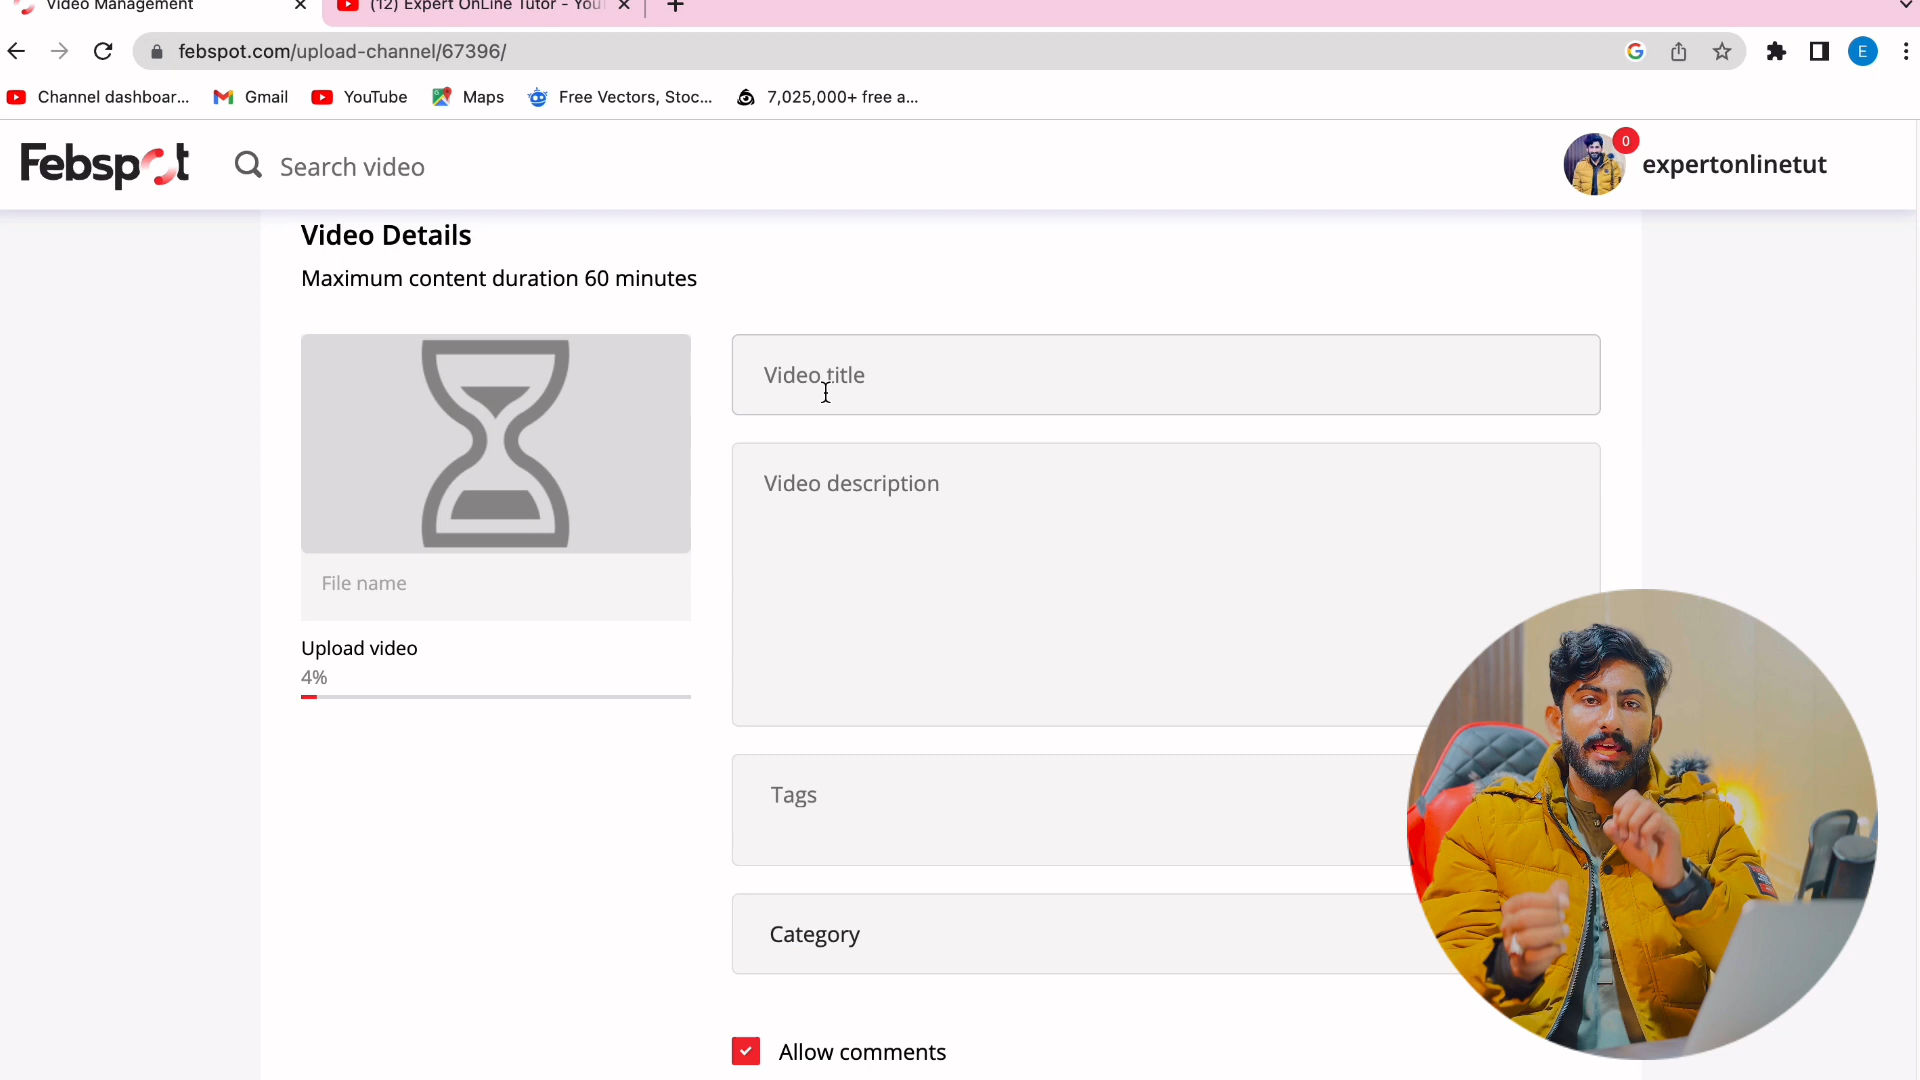 Video Management
(12) Expert OnLine Tutor - You
febspot.com/upload-channel/67396/
E
Channel dashboar...
Gmail
YouTube
Maps
Free Vectors, Stoc...
7,025,000+ free a...
Febspot
Search video
0
expertonlinetut
Video Details
Maximum content duration 60 minutes
Video title
Video description
File name
Upload video
4%
Tags
Category
Allow comments